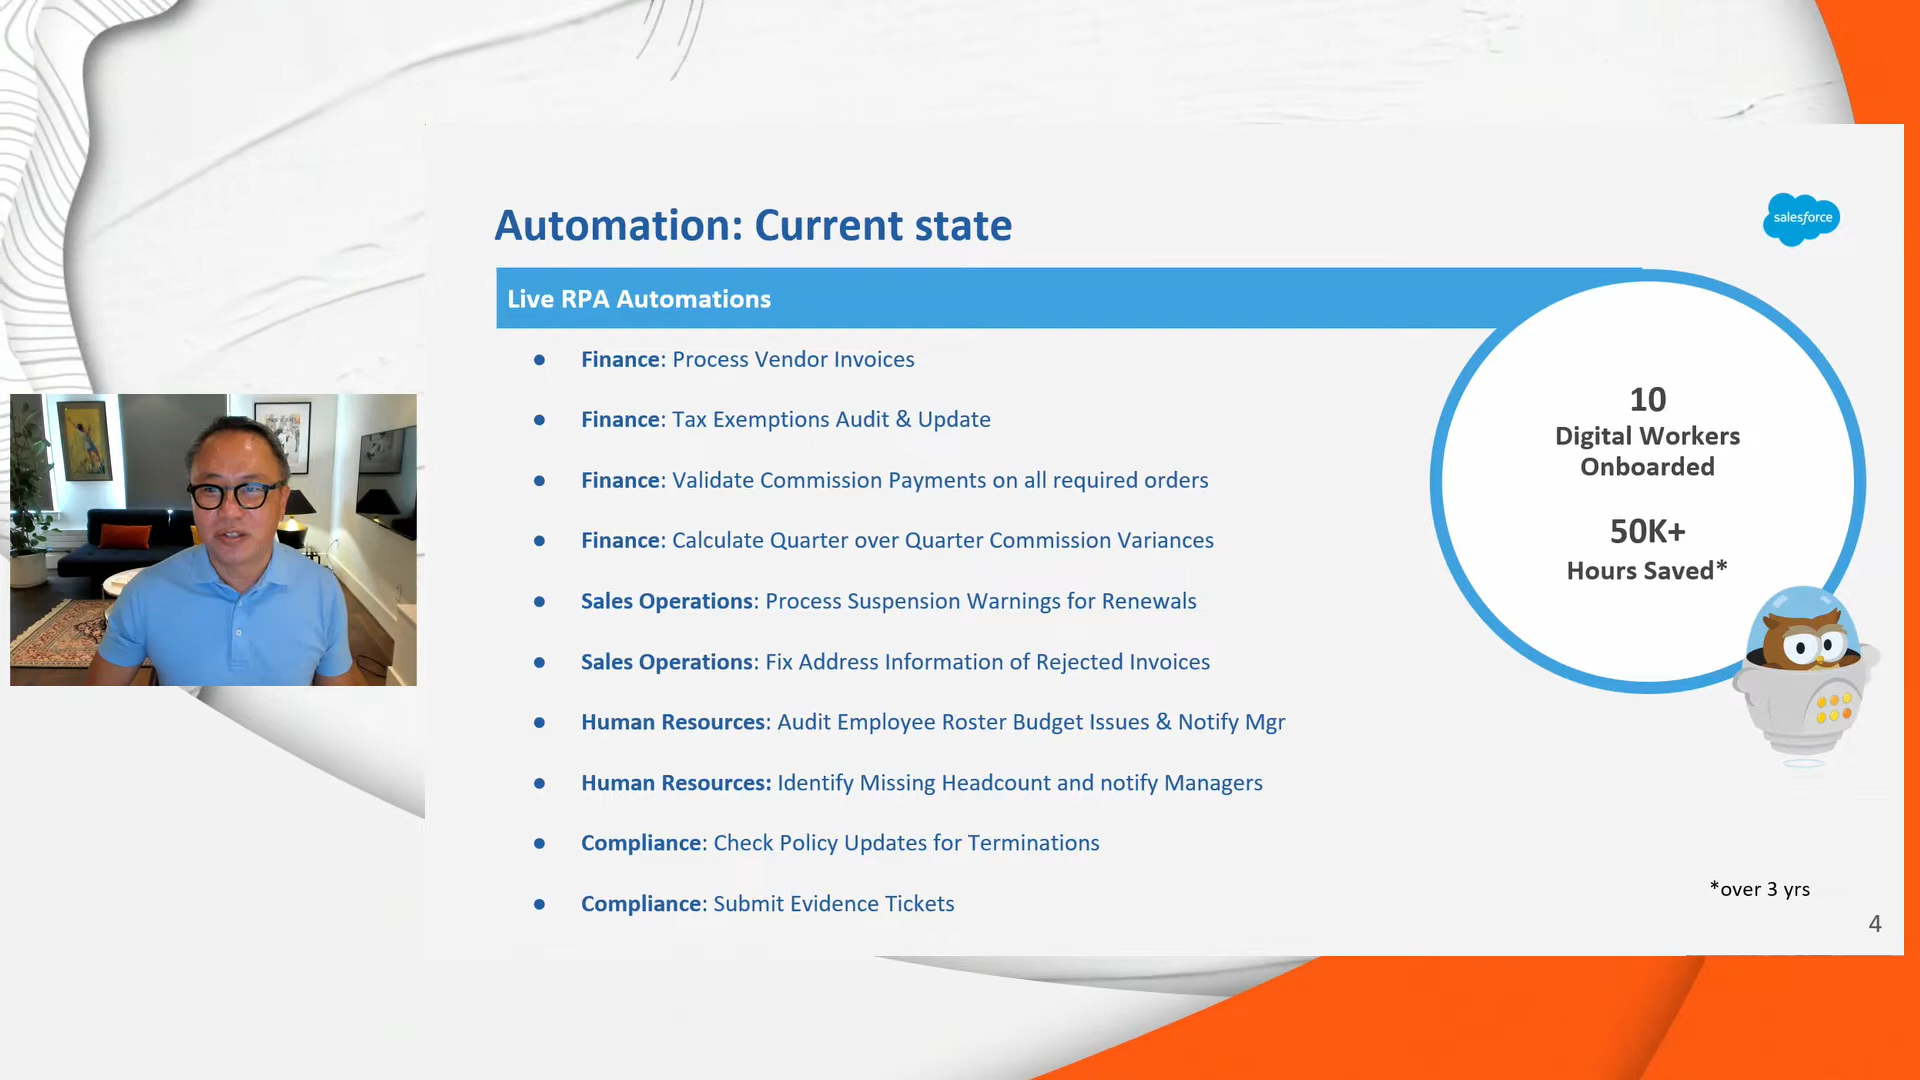 Automation: Current state
salesforce
Live RPA Automations
● Finance: Process Vendor Invoices
● Finance: Tax Exemptions Audit & Update
● Finance: Validate Commission Payments on all required orders
● Finance: Calculate Quarter over Quarter Commission Variances
● Sales Operations: Process Suspension Warnings for Renewals
● Sales Operations: Fix Address Information of Rejected Invoices
● Human Resources: Audit Employee Roster Budget Issues & Notify Mgr
● Human Resources: Identify Missing Headcount and notify Managers
● Compliance: Check Policy Updates for Terminations
● Compliance: Submit Evidence Tickets
10
Digital Workers
Onboarded
50K+
Hours Saved*
*over 3 yrs
4